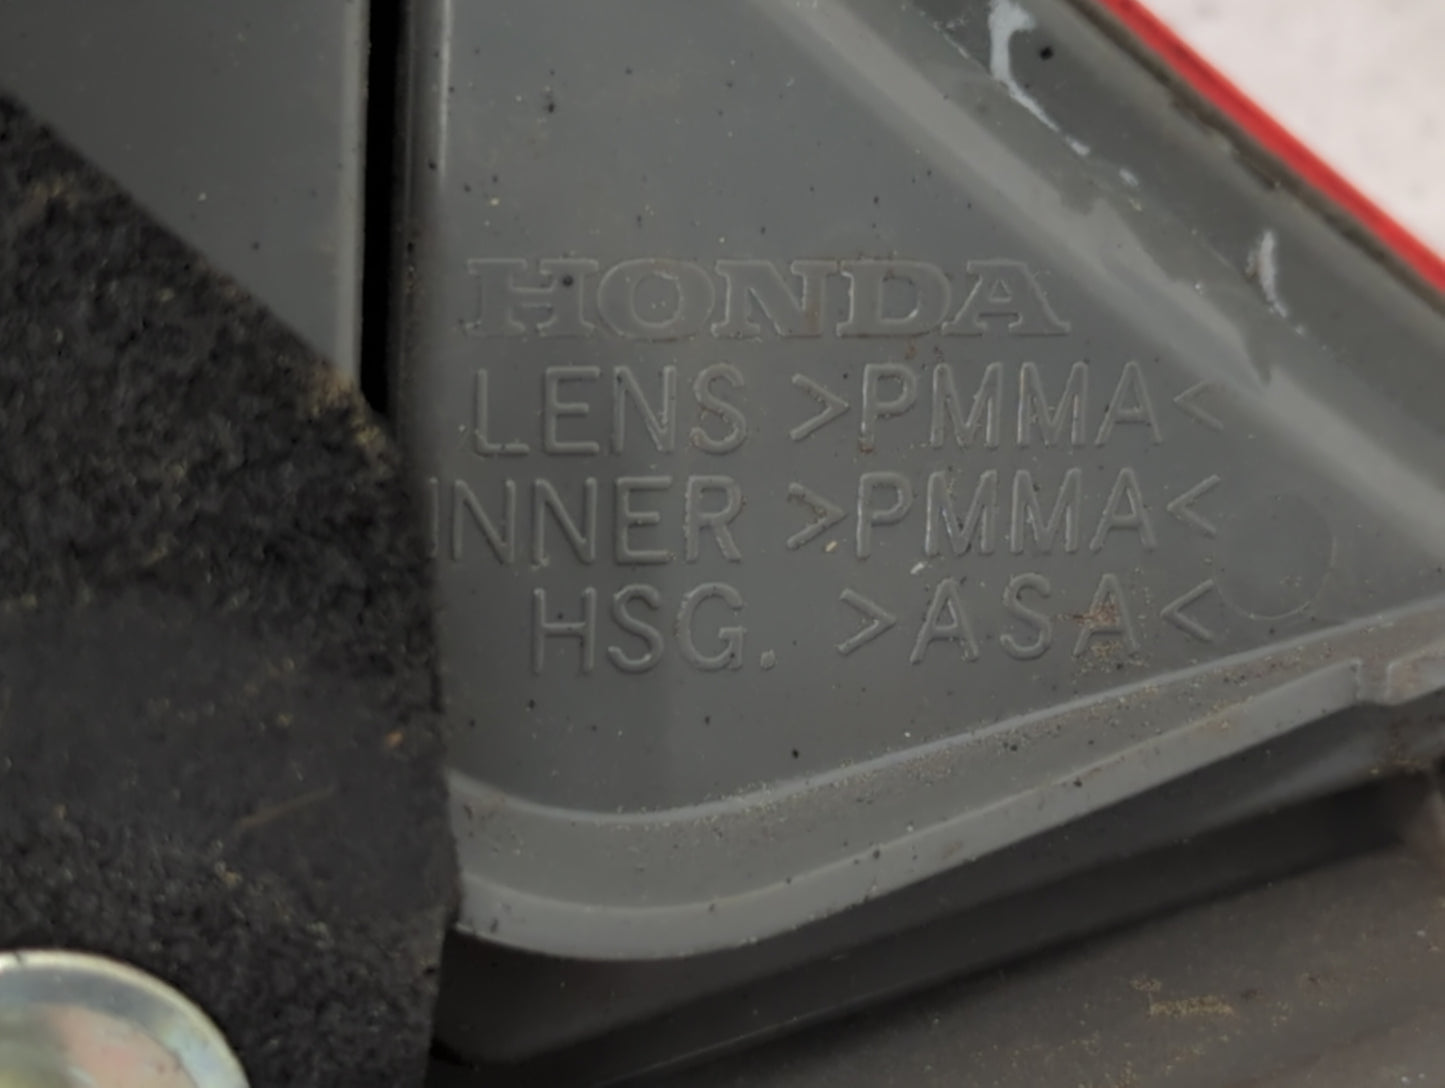 HONDA
LENS >PMMA<
INNER >PMMA<
HSG. >ASA<